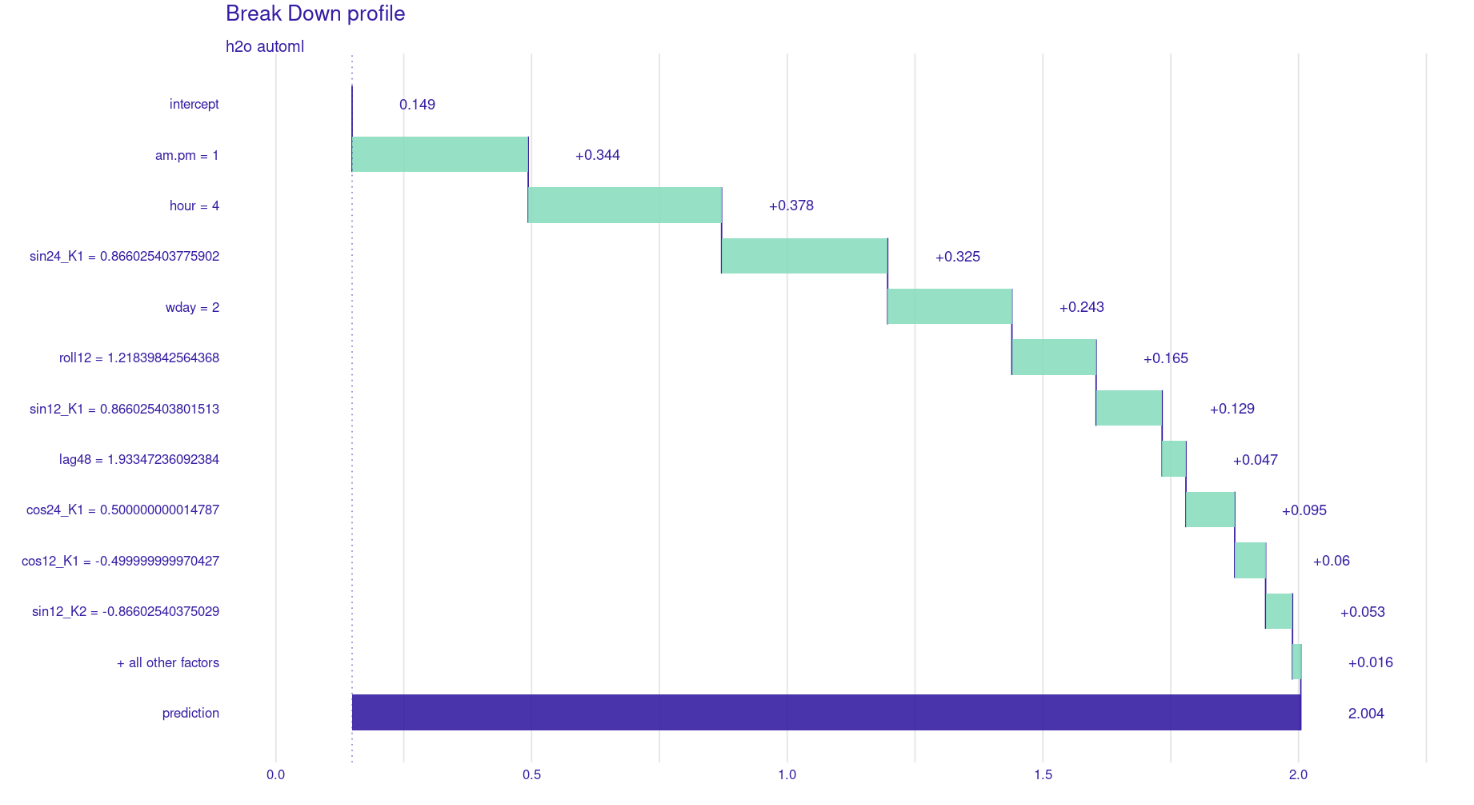 Break Down profile
h2o automl
intercept 0.149
am.pm = 1 +0.344
hour = 4 +0.378
sin24_K1 = 0.866025403775902 +0.325
wday = 2 +0.243
roll12 = 1.21839842564368 +0.165
sin12_K1 = 0.866025403801513 +0.129
lag48 = 1.93347236092384 +0.047
cos24_K1 = 0.500000000014787 +0.095
cos12_K1 = -0.499999999970427 +0.06
sin12_K2 = -0.86602540375029 +0.053
+ all other factors +0.016
prediction 2.004
0.0 0.5 1.0 1.5 2.0